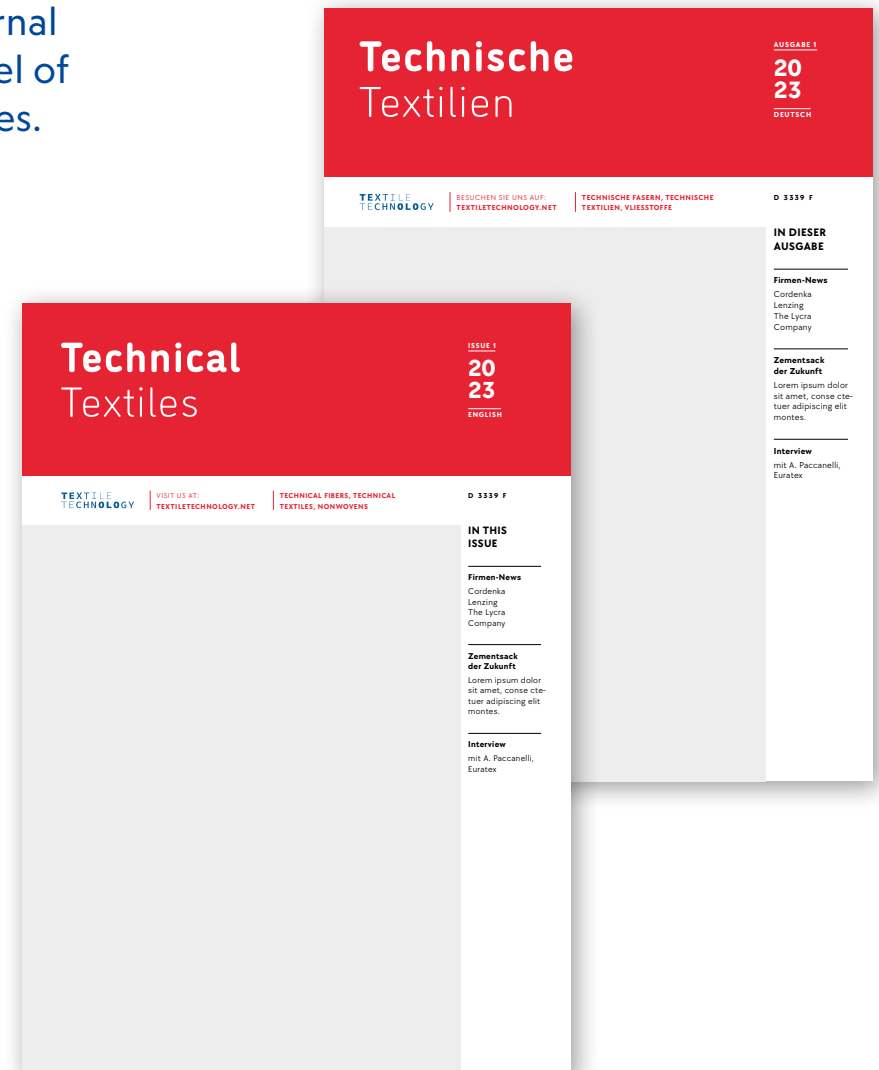 Technische
Textilien
AUSGABE 1
20
23
DEUTSCH
TEXTILE
TECHNOLOGY
BESUCHEN SIE UNS AUF:
TEXTILETECHNOLOGY.NET
TECHNISCHE FASERN, TECHNISCHE
TEXTILIEN, VLIESSTOFFE
D 3339 F
IN DIESER
AUSGABE
Firmen-News
Cordenka
Lenzing
The Lycra
Company
Zementsack
der Zukunft
Lorem ipsum dolor
sit amet, conse cte-
tuer adipiscing elit
montes.
Interview
mit A. Paccanelli,
Euratex
Technical
Textiles
ISSUE 1
20
23
ENGLISH
TEXTILE
TECHNOLOGY
VISIT US AT:
TEXTILETECHNOLOGY.NET
TECHNICAL FIBERS, TECHNICAL
TEXTILES, NONWOVENS
D 3339 F
IN THIS
ISSUE
Firmen-News
Cordenka
Lenzing
The Lycra
Company
Zementsack
der Zukunft
Lorem ipsum dolor
sit amet, conse cte-
tuer adipiscing elit
montes.
Interview
mit A. Paccanelli,
Euratex
of